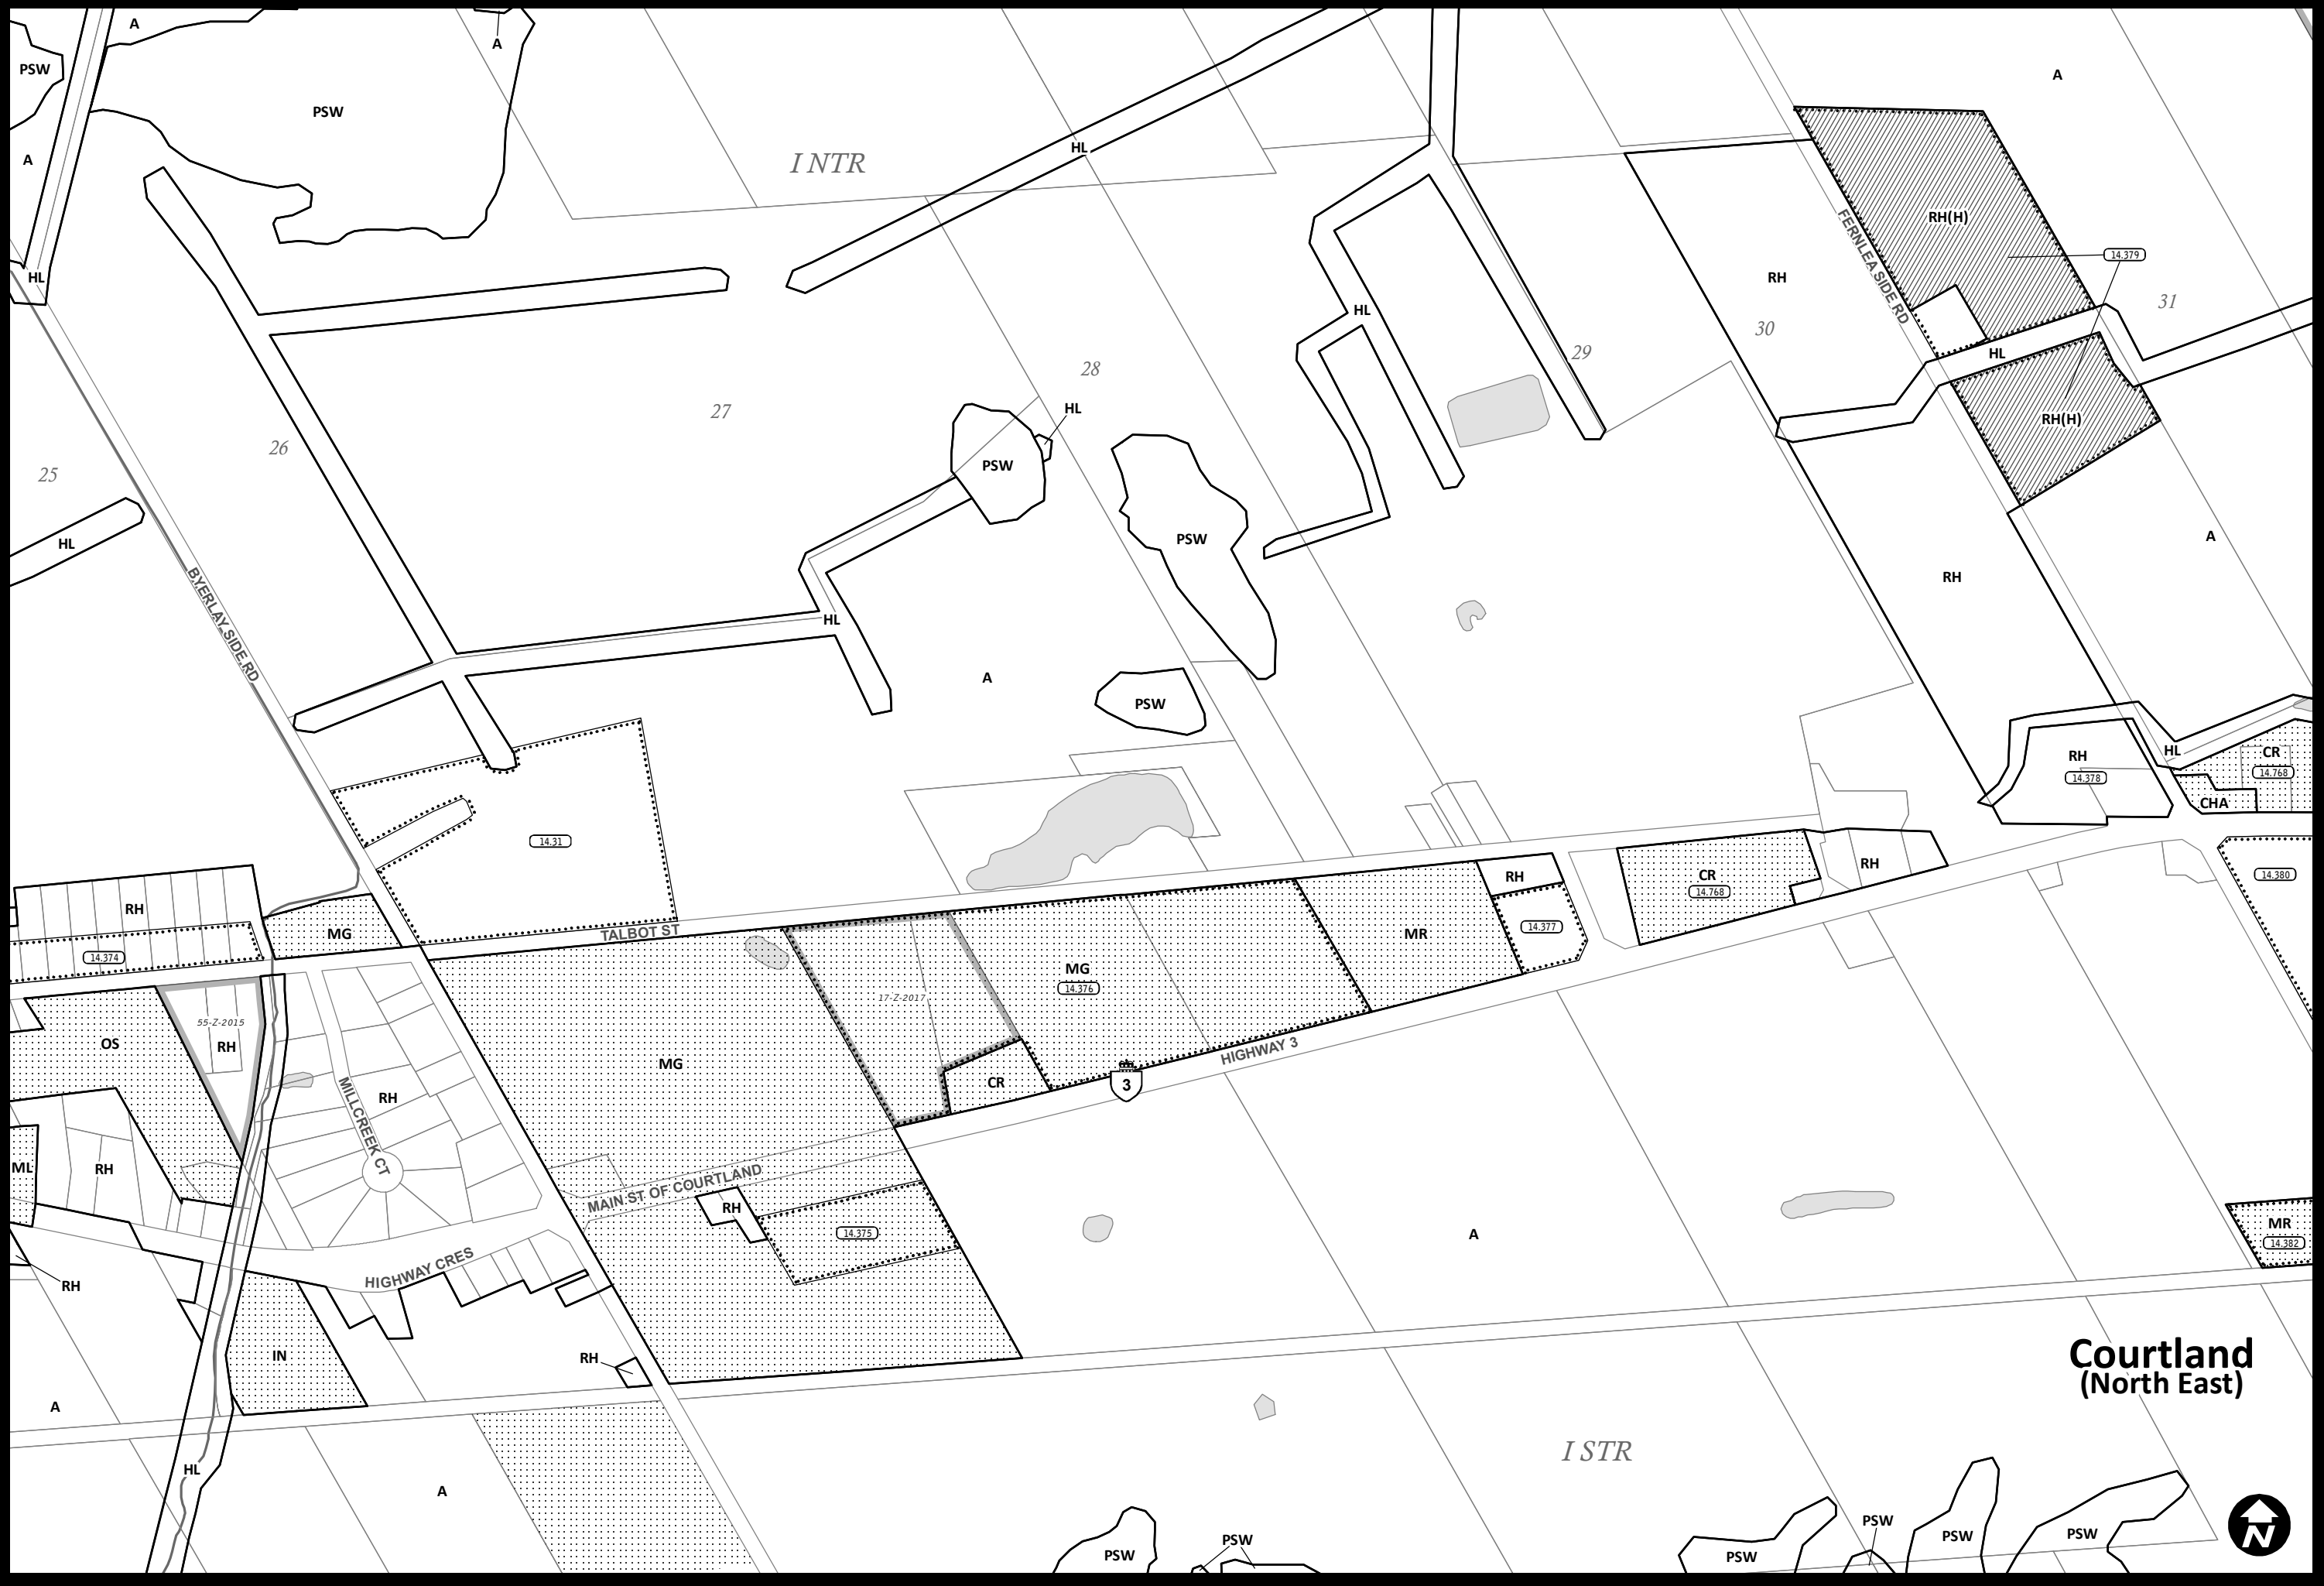 A
A
PSW
PSW
A
A
I NTR
HL
RH(H)
FERNLEA SIDE RD
14.379
HL
RH
31
HL
30
29
HL
28
27
HL
RH(H)
26
25
PSW
HL
PSW
A
RH
BYERLAY SIDE RD
HL
A
PSW
HL
RH
14.378
CR
14.768
CHA
14.31
RH
CR
14.768
RH
14.380
RH
MG
TALBOT ST
MR
14.377
14.374
MG
14.376
17-Z-2017
55-Z-2015
OS
RH
HIGHWAY 3
MG
CR
3
MILLCREEK CT
RH
ML
RH
MAIN ST OF COURTLAND
RH
14.375
A
MR
14.382
HIGHWAY CRES
RH
IN
RH
Courtland
(North East)
A
I STR
HL
A
PSW
PSW
PSW
PSW
PSW
PSW
N